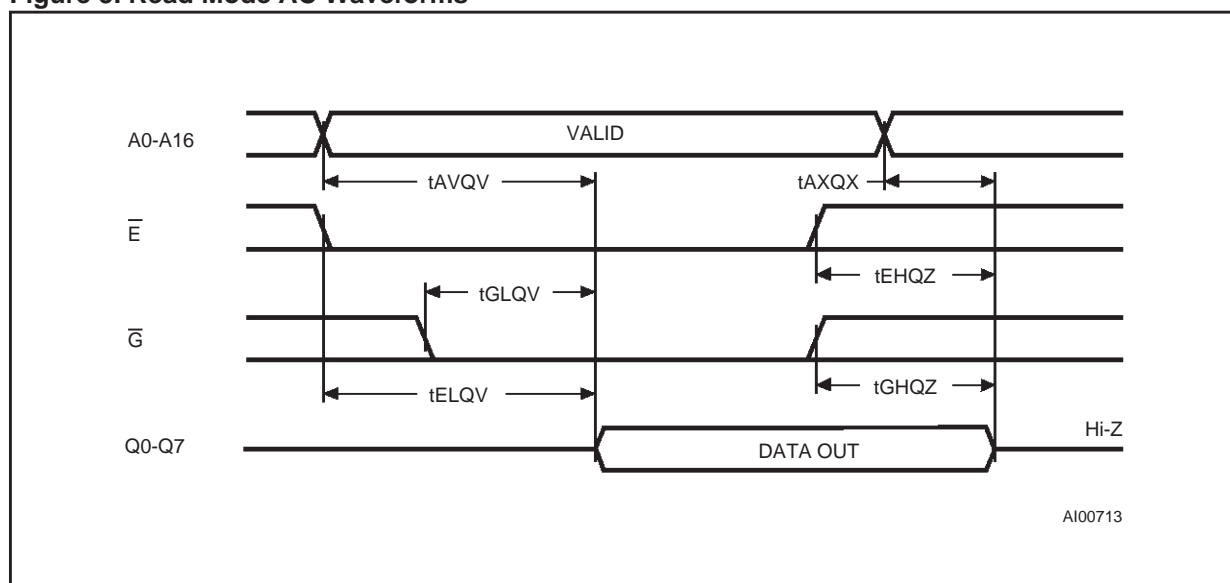 Figure 5. Read Mode AC Waveforms
A0-A16
VALID
tAVQV
tAXQX
E
tEHQZ
tGLQV
G
tELQV
tGHQZ
Q0-Q7
DATA OUT
Hi-Z
AI00713